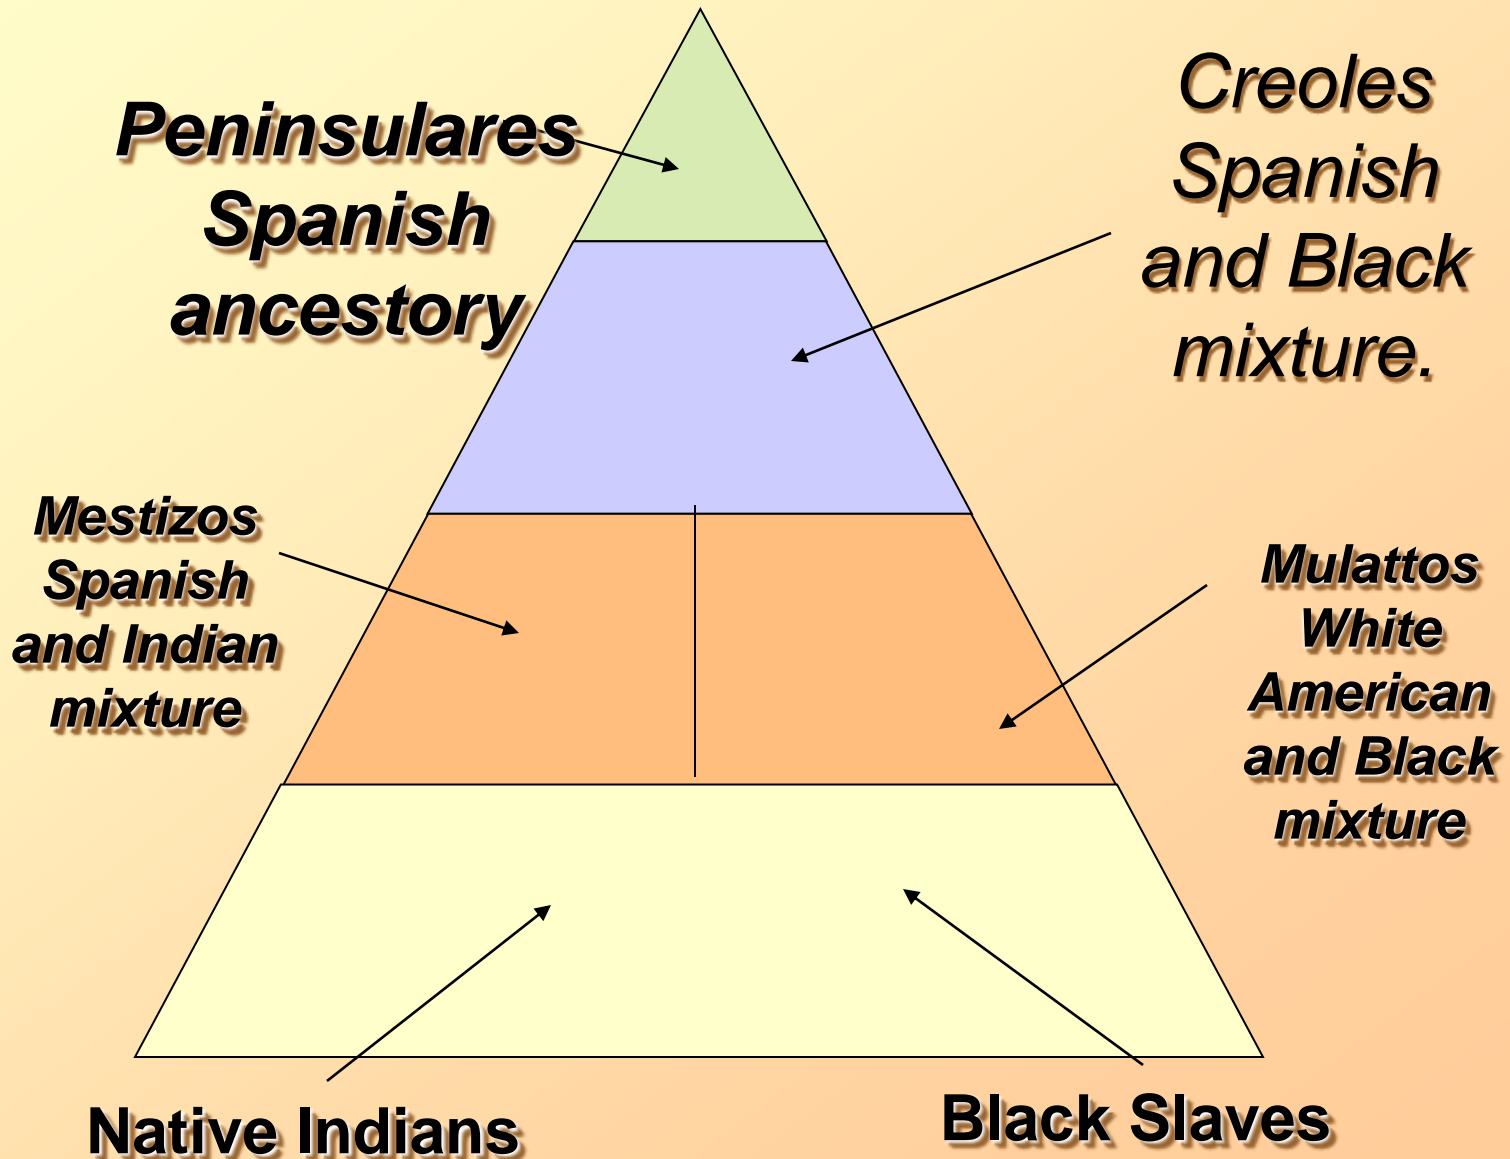 Peninsulares
Spanish
ancestory
Creoles
Spanish
and Black
mixture.
Mestizos
Spanish
and Indian
mixture
Mulattos
White
American
and Black
mixture
Native Indians
Black Slaves